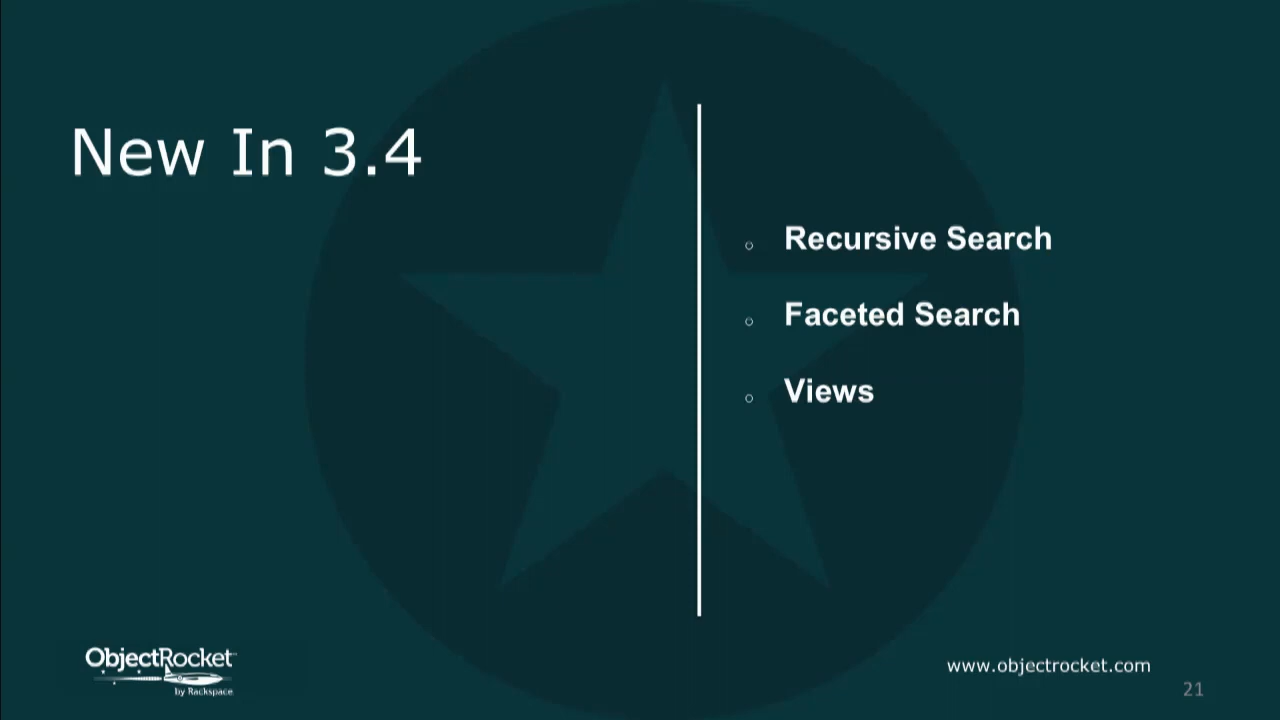 New In 3.4
Recursive Search
Faceted Search
Views
ObjectRocket
by Rackspace
www.objectrocket.com
21